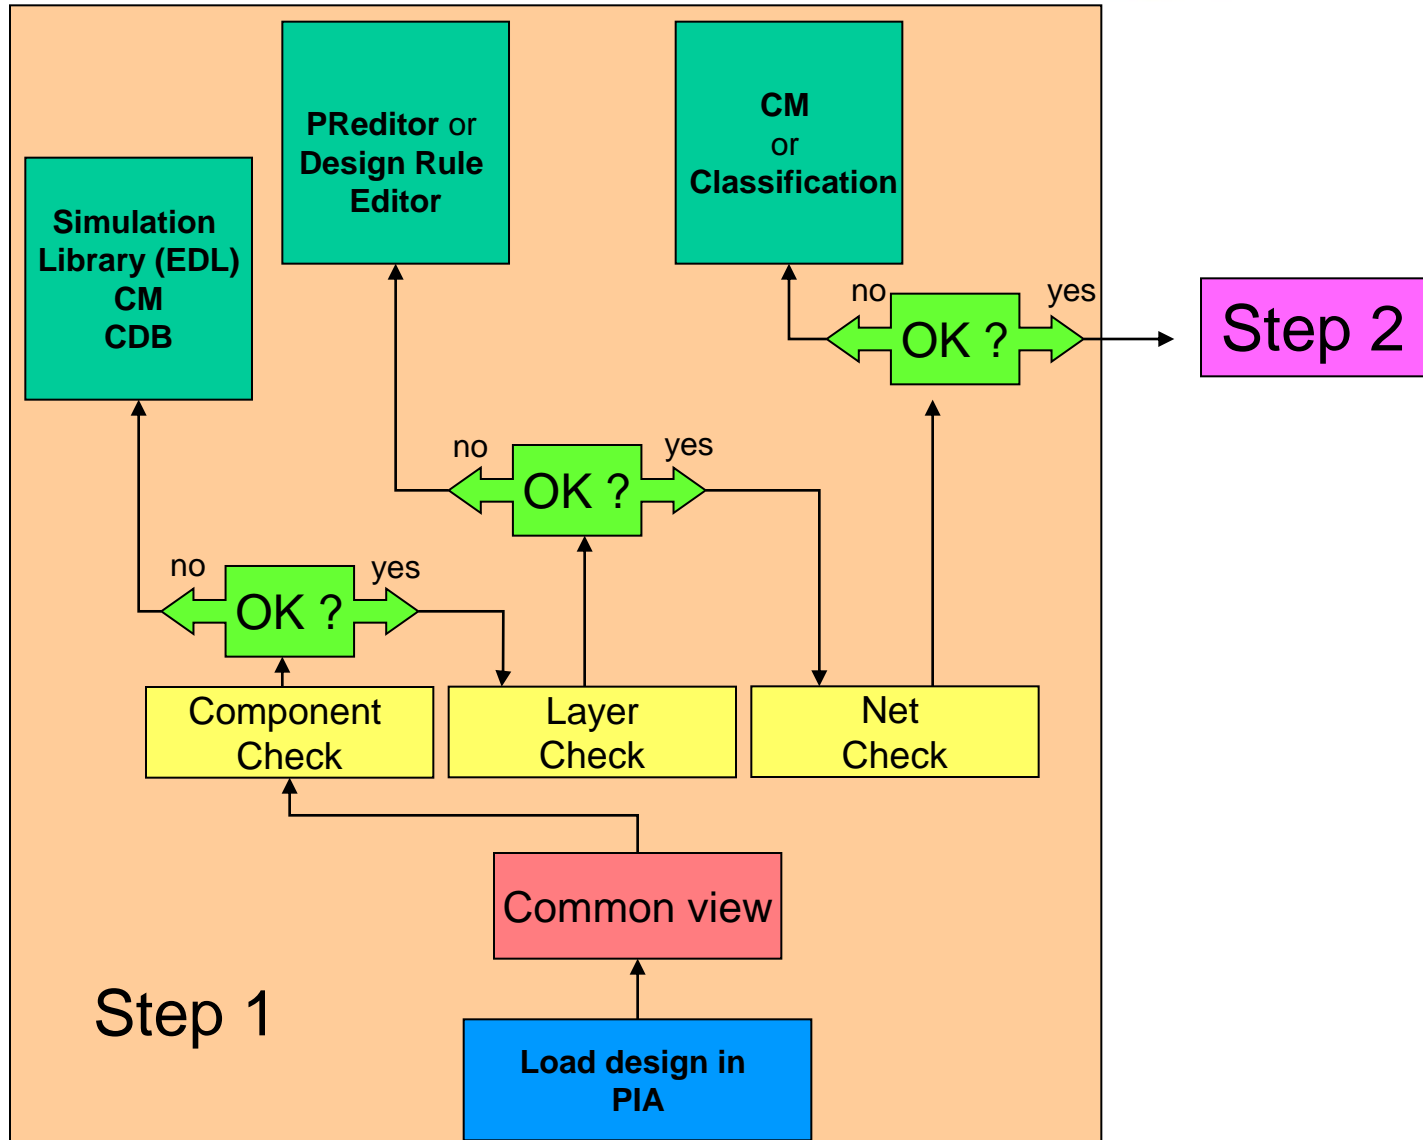 CM
or
Classification
PReditor or
Design Rule
Editor
Simulation
Library (EDL)
CM
CDB
no
OK ?
yes
Step 2
no
OK ?
yes
no
OK ?
yes
Component
Check
Layer
Check
Net
Check
Common view
Step 1
Load design in
PIA